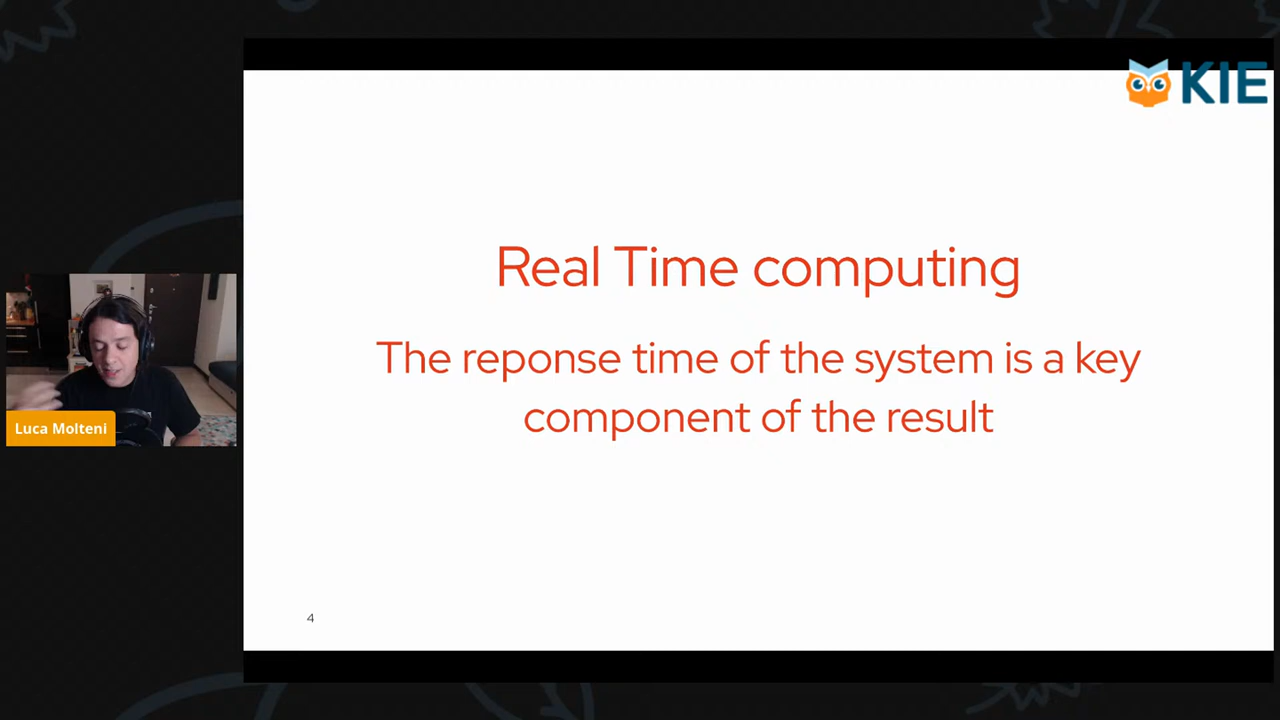 KIE
Real Time computing
The reponse time of the system is a key
component of the result
Luca Molteni
4